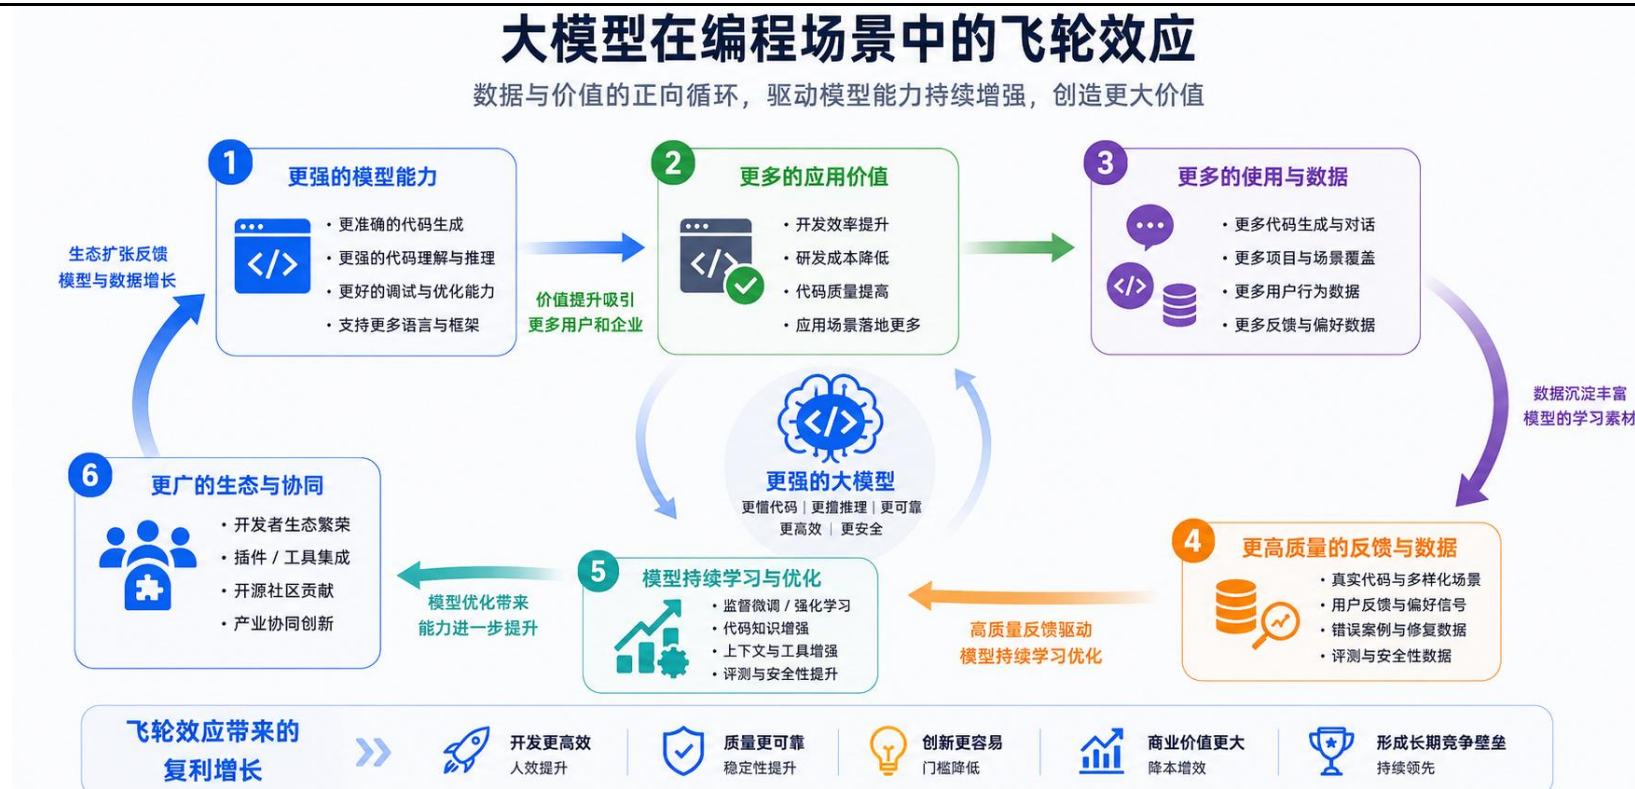 大模型在编程场景中的飞轮效应
数据与价值的正向循环，驱动模型能力持续增强，创造更大价值
1
更强的模型能力
• 更准确的代码生成
• 更强的代码理解与推理
• 更好的调试与优化能力
• 支持更多语言与框架
价值提升吸引
更多用户和企业
2
更多的应用价值
• 开发效率提升
• 研发成本降低
• 代码质量提高
• 应用场景落地更多
3
更多的使用与数据
• 更多代码生成与对话
• 更多项目与场景覆盖
• 更多用户行为数据
• 更多反馈与偏好数据
数据沉淀丰富
模型的学习素材
4
更高质量的反馈与数据
• 真实代码与多样化场景
• 用户反馈与偏好信号
• 错误案例与修复数据
• 评测与安全性数据
高质量反馈驱动
模型持续学习优化
5
模型持续学习与优化
• 监督微调 / 强化学习
• 代码知识增强
• 上下文与工具增强
• 评测与安全性提升
模型优化带来
能力进一步提升
6
更广的生态与协同
• 开发者生态繁荣
• 插件 / 工具集成
• 开源社区贡献
• 产业协同创新
生态扩张反馈
模型与数据增长
</>
</>
</>
</>
更强的大模型
更懂代码 | 更擅推理 | 更可靠
更高效 | 更安全
飞轮效应带来的
复利增长
开发更高效
人效提升
质量更可靠
稳定性提升
创新更容易
门槛降低
商业价值更大
降本增效
形成长期竞争壁垒
持续领先